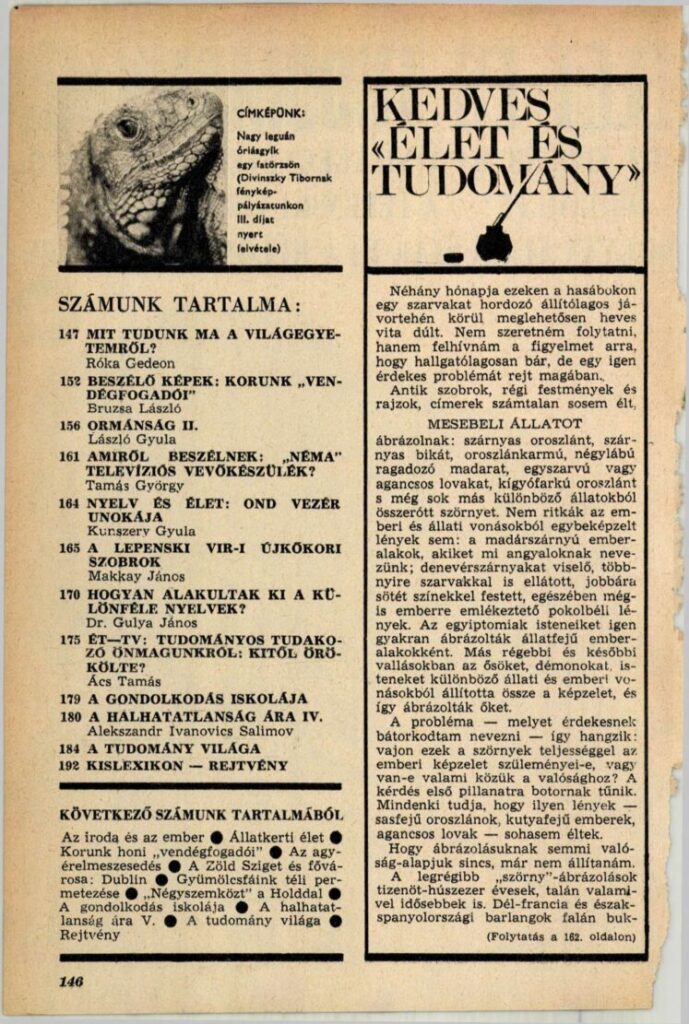 CÍMKÉPÜNK:
Nagy leguán
óriásgyík
egy fatörzsön
(Divinszky Tibornak
fénykép-
pályázatunkon
III. díjat
nyert
felvétele)
SZÁMUNK TARTALMA:
147 MIT TUDUNK MA A VILÁGEGYE-
TEMRŐL?
Róka Gedeon
152 BESZÉLŐ KÉPEK: KORUNK „VEN-
DÉGFOGADÓI”
Bruzsa László
156 ORMÁNSÁG II.
László Gyula
161 AMIRŐL BESZÉLNEK: „NÉMA”
TELEVÍZIÓS VEVŐKÉSZÜLÉK?
Tamás György
164 NYELV ÉS ÉLET: OND VEZÉR
UNOKÁJA
Kunszery Gyula
165 A LEPENSKI VIR-I ÚJKŐKORI
SZOBROK
Makkay János
170 HOGYAN ALAKULTAK KI A KÜ-
LÖNFÉLE NYELVEK?
Dr. Gulya János
175 ÉT—TV: TUDOMÁNYOS TUDAKO-
ZÓ ÖNMAGUNKRÓL: KITŐL ÖRÖ-
KÖLTE?
Ács Tamás
179 A GONDOLKODÁS ISKOLÁJA
180 A HALHATATLANSÁG ÁRA IV.
Alekszandr Ivanovics Salimov
184 A TUDOMÁNY VILÁGA
192 KISLEXIKON — REJTVÉNY
KÖVETKEZŐ SZÁMUNK TARTALMÁBÓL
Az iroda és az ember ● Állatkerti élet ●
Korunk honi „vendégfogadói” ● Az agy-
érelmeszesedés ● A Zöld Sziget és fővá-
rosa: Dublin ● Gyümölcsfáink téli per-
metezése ● „Négyszemközt” a Holddal ●
A gondolkodás iskolája ● A halhatat-
lanság ára V. ● A tudomány világa ●
Rejtvény
146
KEDVES
«ÉLET ÉS
TUDOMÁNY»
Néhány hónapja ezeken a hasábokon
egy szarvakat hordozó állítólagos já-
vortehén körül meglehetősen heves
vita dúlt. Nem szeretném folytatni,
hanem felhívnám a figyelmet arra,
hogy hallgatólagosan bár, de egy igen
érdekes problémát rejt magában.
Antik szobrok, régi festmények és
rajzok, címerek számtalan sosem élt,
MESEBELI ÁLLATOT
ábrázolnak: szárnyas oroszlánt, szár-
nyas bikát, oroszlánkarmú, négylábú
ragadozó madarat, egyszarvú vagy
agancsos lovakat, kígyófarkú oroszlánt
s még sok más különböző állatokból
összerótt szörnyet. Nem ritkák az em-
beri és állati vonásokból egybeképzelt
lények sem: a madárszárnyú ember-
alakok, akiket mi angyaloknak neve-
zünk; denevérszárnyakat viselő, több-
nyire szarvakkal is ellátott, jobbára
sötét színekkel festett, egészében még-
is emberre emlékeztető pokolbéli lé-
nyek. Az egyiptomiak isteneiket igen
gyakran ábrázolták állatfejű ember-
alakokként. Más régebbi és későbbi
vallásokban az ősöket, démonokat, is-
teneket különböző állati és emberi vo-
násokból állította össze a képzelet, és
így ábrázolták őket.
A probléma — melyet érdekesnek
bátorkodtam nevezni — így hangzik:
vajon ezek a szörnyek teljességgel az
emberi képzelet szüleményei-e, vagy
van-e valami közük a valósághoz? A
kérdés első pillanatra botornak tűnik.
Mindenki tudja, hogy ilyen lények —
sasfejű oroszlánok, kutyafejű emberek,
agancsos lovak — sohasem éltek.
Hogy ábrázolásuknak semmi való-
ság-alapjuk sincs, már nem állítanám.
A legrégibb „szörny”-ábrázolások
tizenöt-húszezer évesek, talán valami-
vel idősebbek is. Dél-francia és észak-
spanyolországi barlangok falán buk-
(Folytatás a 162. oldalon)